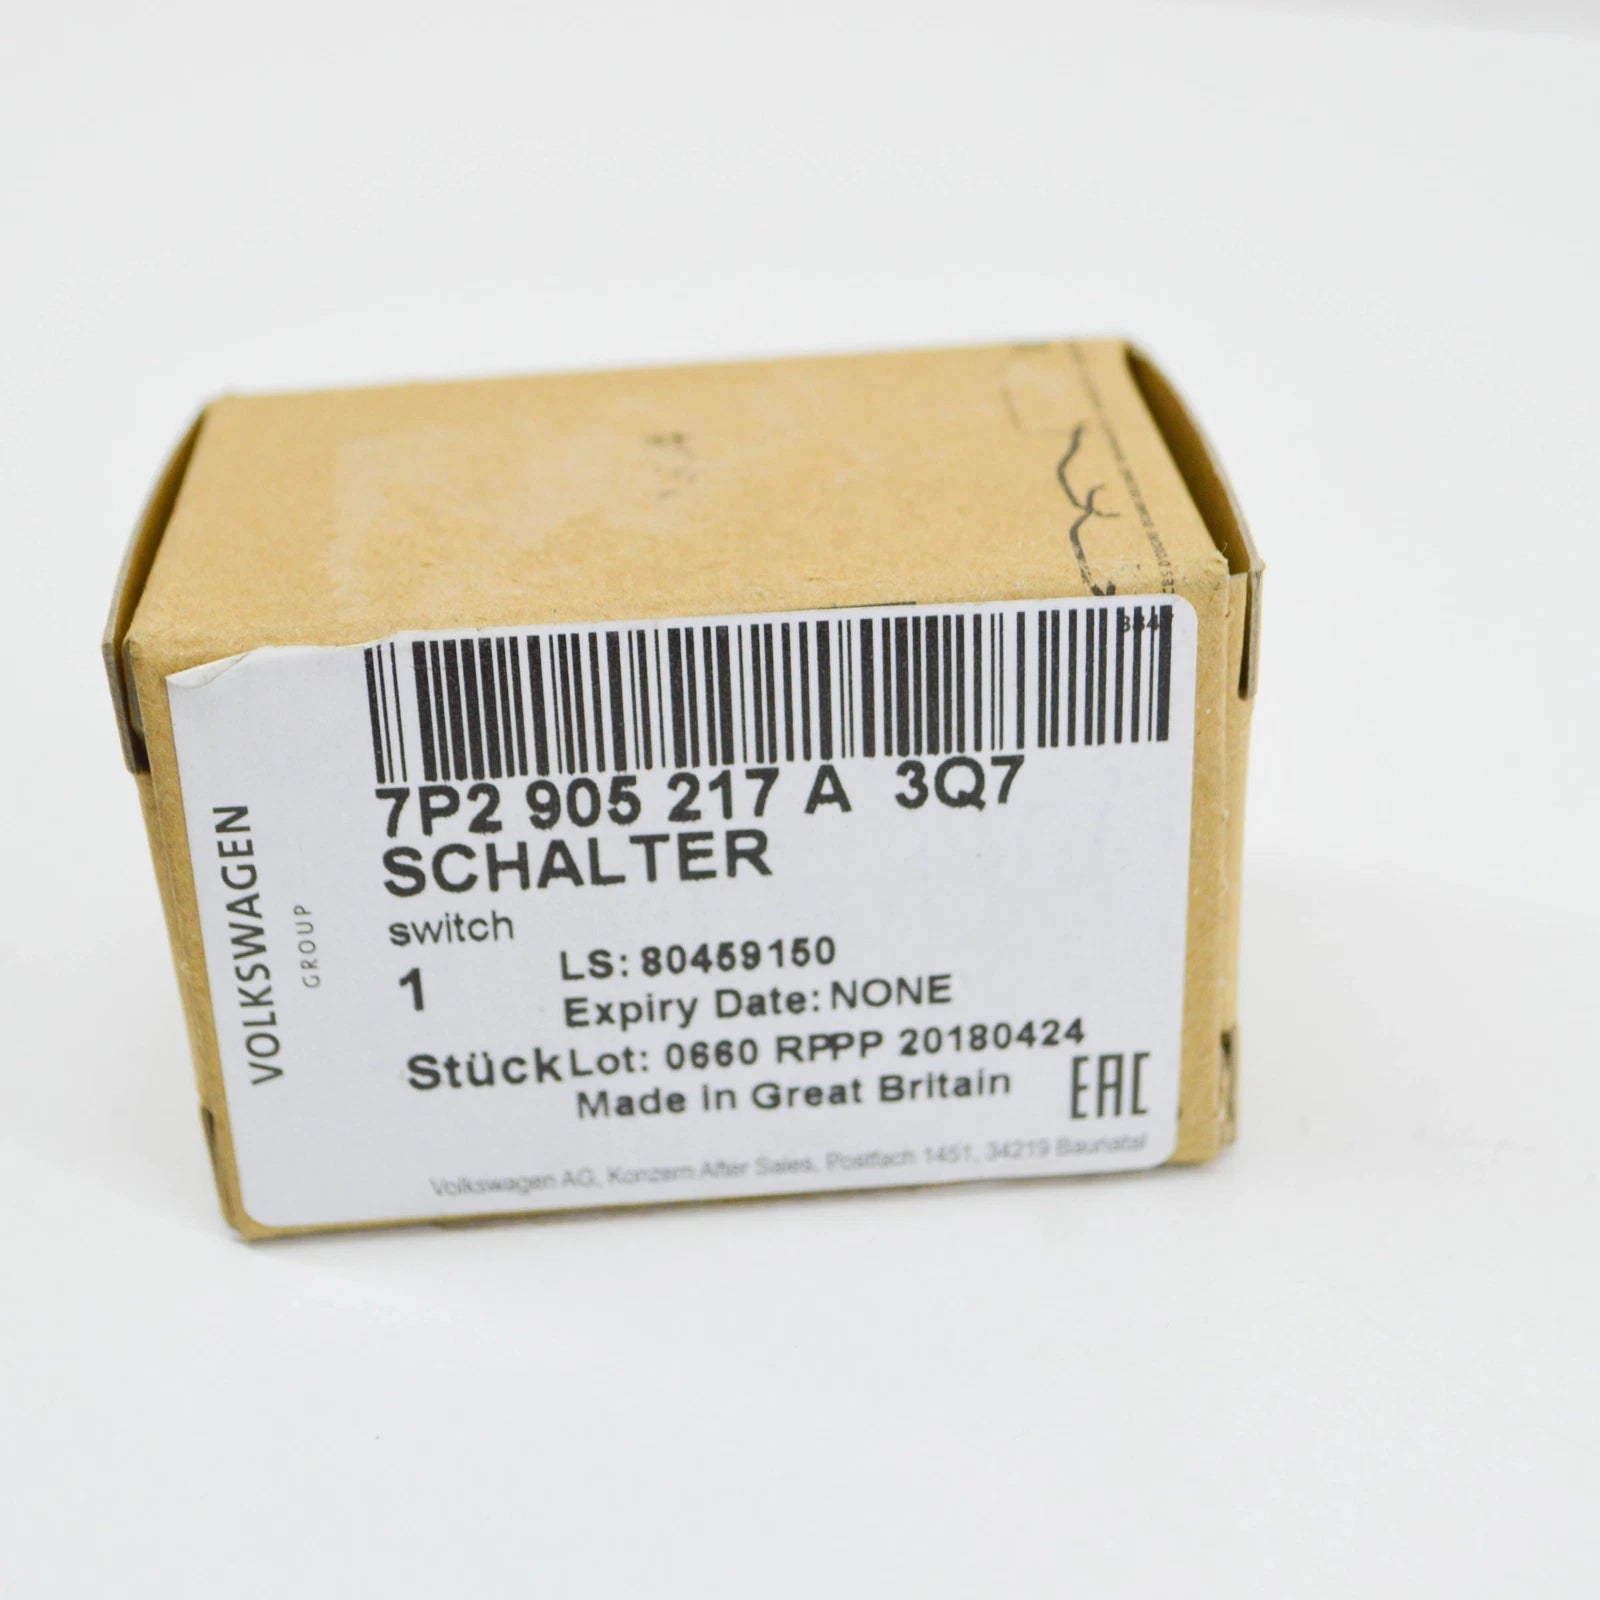 7P2 905 217 A 3Q7
SCHALTER
switch
1
Stück
LS: 80459150
Expiry Date: NONE
Lot: 0660 RPPP 20180424
Made in Great Britain
EAC
VOLKSWAGEN
GROUP
Volkswagen AG, Konzern After Sales, Postfach 1451, 34219 Baunatal